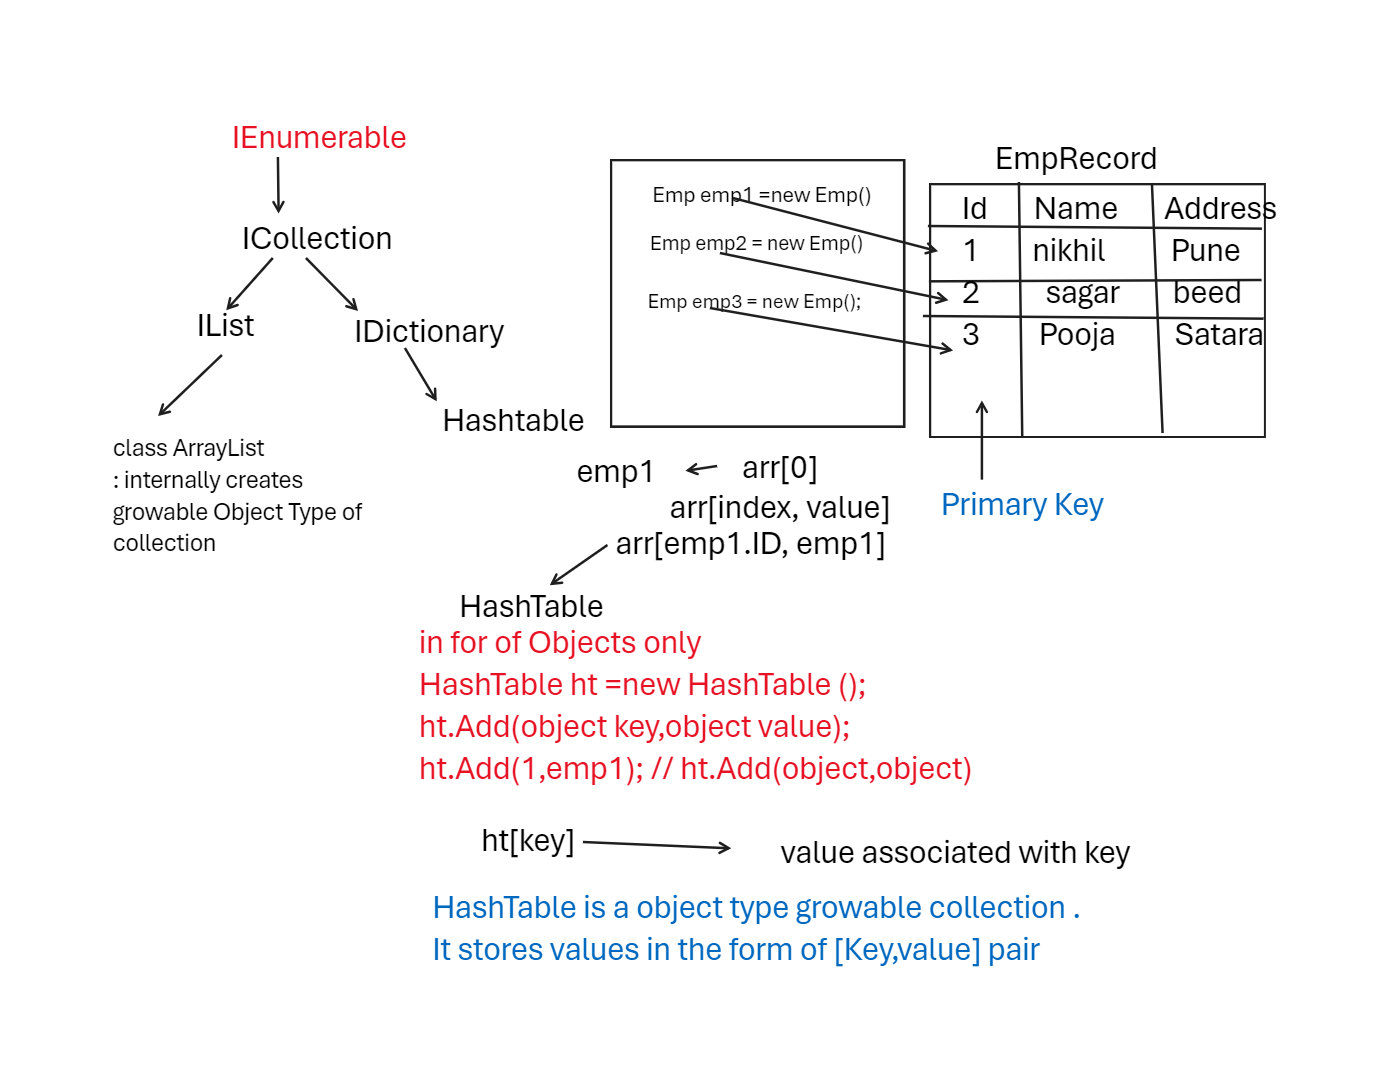 IEnumerable
ICollection
IList
IDictionary
Hashtable
class ArrayList
: internally creates
growable Object Type of
collection
Emp emp1 =new Emp()
Emp emp2 = new Emp()
Emp emp3 = new Emp();
EmpRecord
Id Name Address
1 nikhil Pune
2 sagar beed
3 Pooja Satara
Primary Key
emp1 arr[0]
arr[index, value]
arr[emp1.ID, emp1]
HashTable
in for of Objects only
HashTable ht =new HashTable ();
ht.Add(object key,object value);
ht.Add(1,emp1); // ht.Add(object,object)
ht[key] value associated with key
HashTable is a object type growable collection .
It stores values in the form of [Key,value] pair